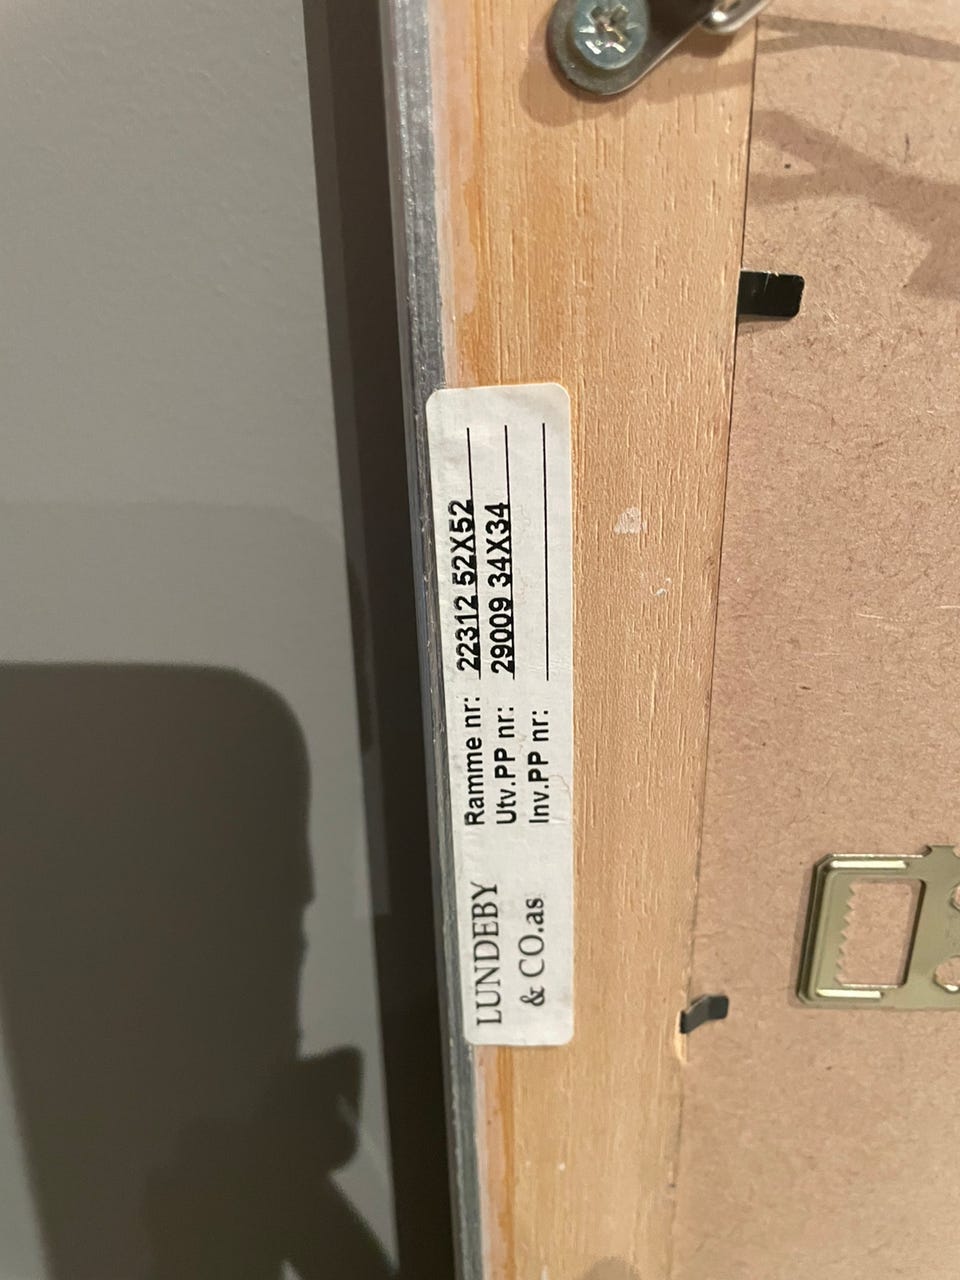 LUNDEBY
& CO.as
Ramme nr: 22312 52X52
Utv.PP nr: 29009 34X34
Inv.PP nr: